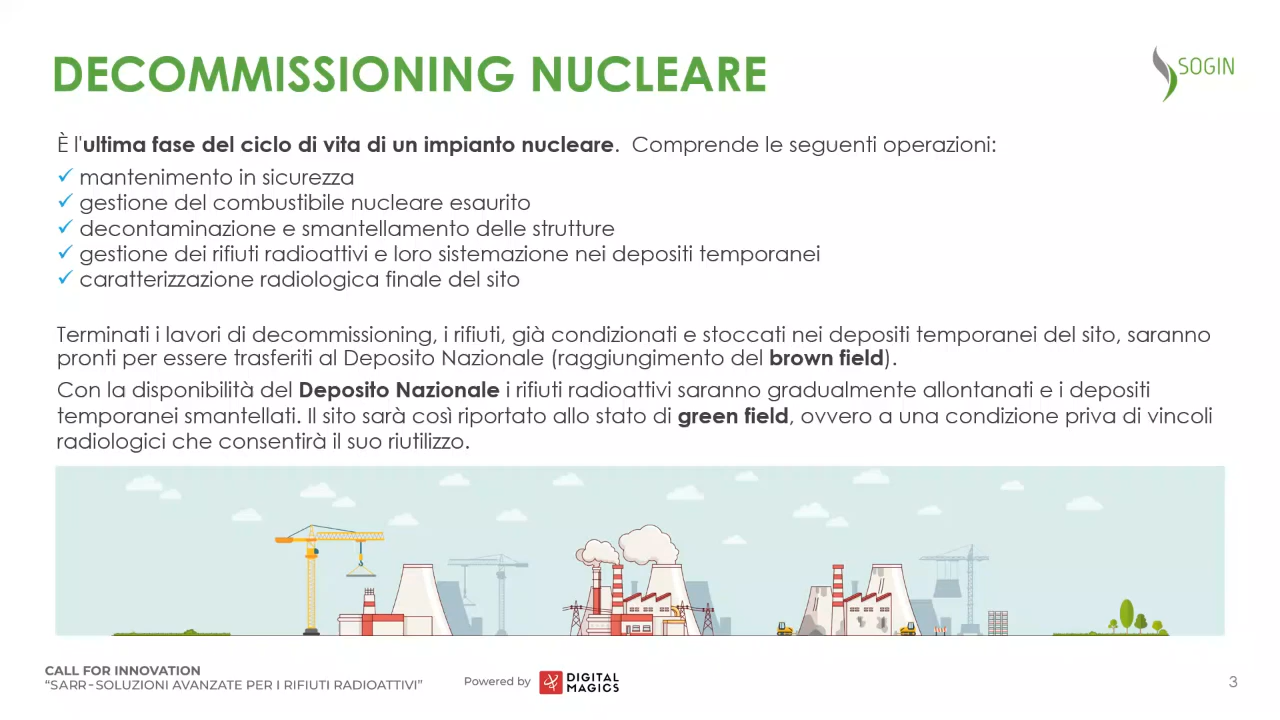 DECOMMISSIONING NUCLEARE
SOGIN
È l'ultima fase del ciclo di vita di un impianto nucleare.  Comprende le seguenti operazioni:
✓ mantenimento in sicurezza
✓ gestione del combustibile nucleare esaurito
✓ decontaminazione e smantellamento delle strutture
✓ gestione dei rifiuti radioattivi e loro sistemazione nei depositi temporanei
✓ caratterizzazione radiologica finale del sito
Terminati i lavori di decommissioning, i rifiuti, già condizionati e stoccati nei depositi temporanei del sito, saranno
pronti per essere trasferiti al Deposito Nazionale (raggiungimento del brown field).
Con la disponibilità del Deposito Nazionale i rifiuti radioattivi saranno gradualmente allontanati e i depositi
temporanei smantellati. Il sito sarà così riportato allo stato di green field, ovvero a una condizione priva di vincoli
radiologici che consentirà il suo riutilizzo.
CALL FOR INNOVATION
“SARR - SOLUZIONI AVANZATE PER I RIFIUTI RADIOATTIVI”
Powered by
DIGITAL
MAGICS
3